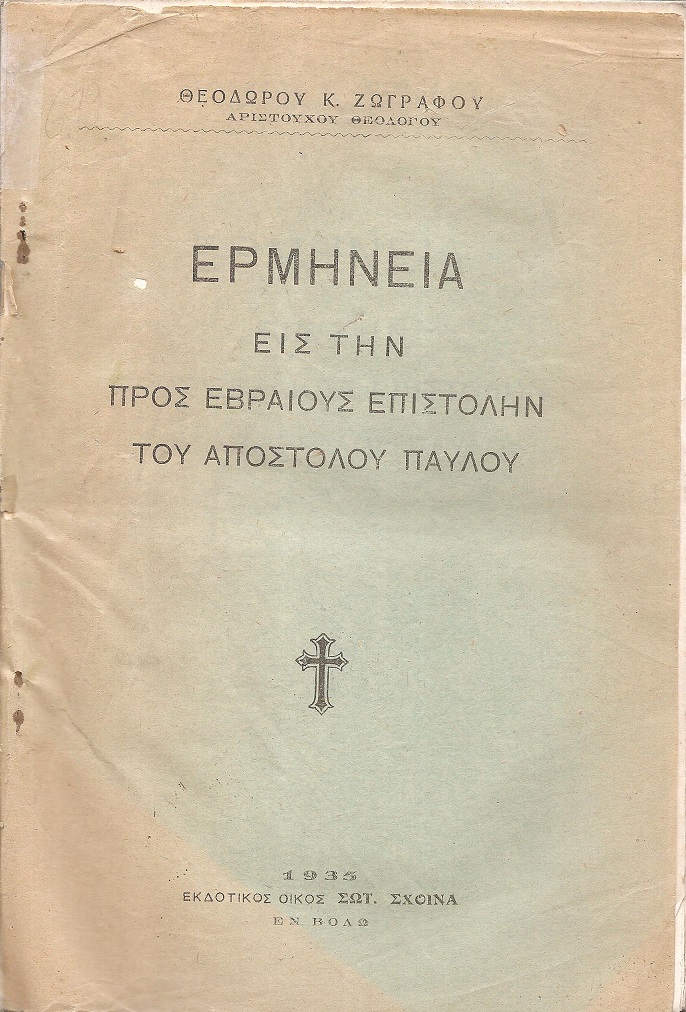 ΘΕΟΔΩΡΟΥ Κ. ΖΩΓΡΑΦΟΥ
ΑΡΙΣΤΟΥΧΟΥ ΘΕΟΛΟΓΟΥ
ΕΡΜΗΝΕΙΑ
ΕΙΣ ΤΗΝ
ΠΡΟΣ ΕΒΡΑΙΟΥΣ ΕΠΙΣΤΟΛΗΝ
ΤΟΥ ΑΠΟΣΤΟΛΟΥ ΠΑΥΛΟΥ
1935
ΕΚΔΟΤΙΚΟΣ ΟΙΚΟΣ ΣΩΤ. ΣΧΟΙΝΑ
ΕΝ ΒΟΛΩ